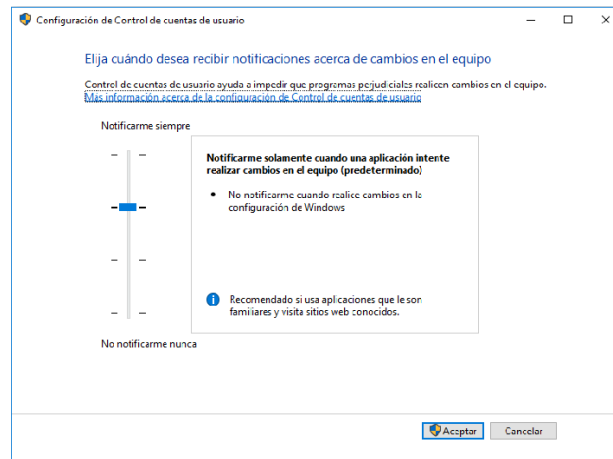 Configuración de Control de cuentas de usuario
Elija cuándo desea recibir notificaciones acerca de cambios en el equipo
Control de cuentas de usuario ayuda a impedir que programas perjudiciales realicen cambios en el equipo.
Más información acerca de la configuración de Control de cuentas de usuario
Notificarme siempre
Notificarme solamente cuando una aplicación intente
realizar cambios en el equipo (predeterminado)
• No notificarme cuando realice cambios en la
configuración de Windows
Recomendado si usa aplicaciones que le son
familiares y visita sitios web conocidos.
No notificarme nunca
Aceptar
Cancelar